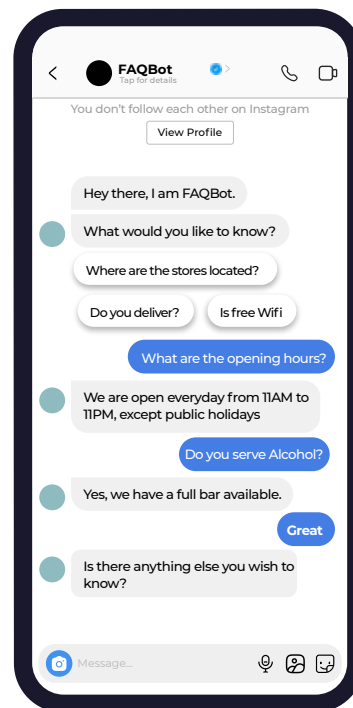 FAQBot
Tap for details
You don't follow each other on Instagram
View Profile
Hey there, I am FAQBot.
What would you like to know?
Where are the stores located?
Do you deliver?
Is free Wifi
What are the opening hours?
We are open everyday from 11AM to
11PM, except public holidays
Do you serve Alcohol?
Yes, we have a full bar available.
Great
Is there anything else you wish to
know?
Message...